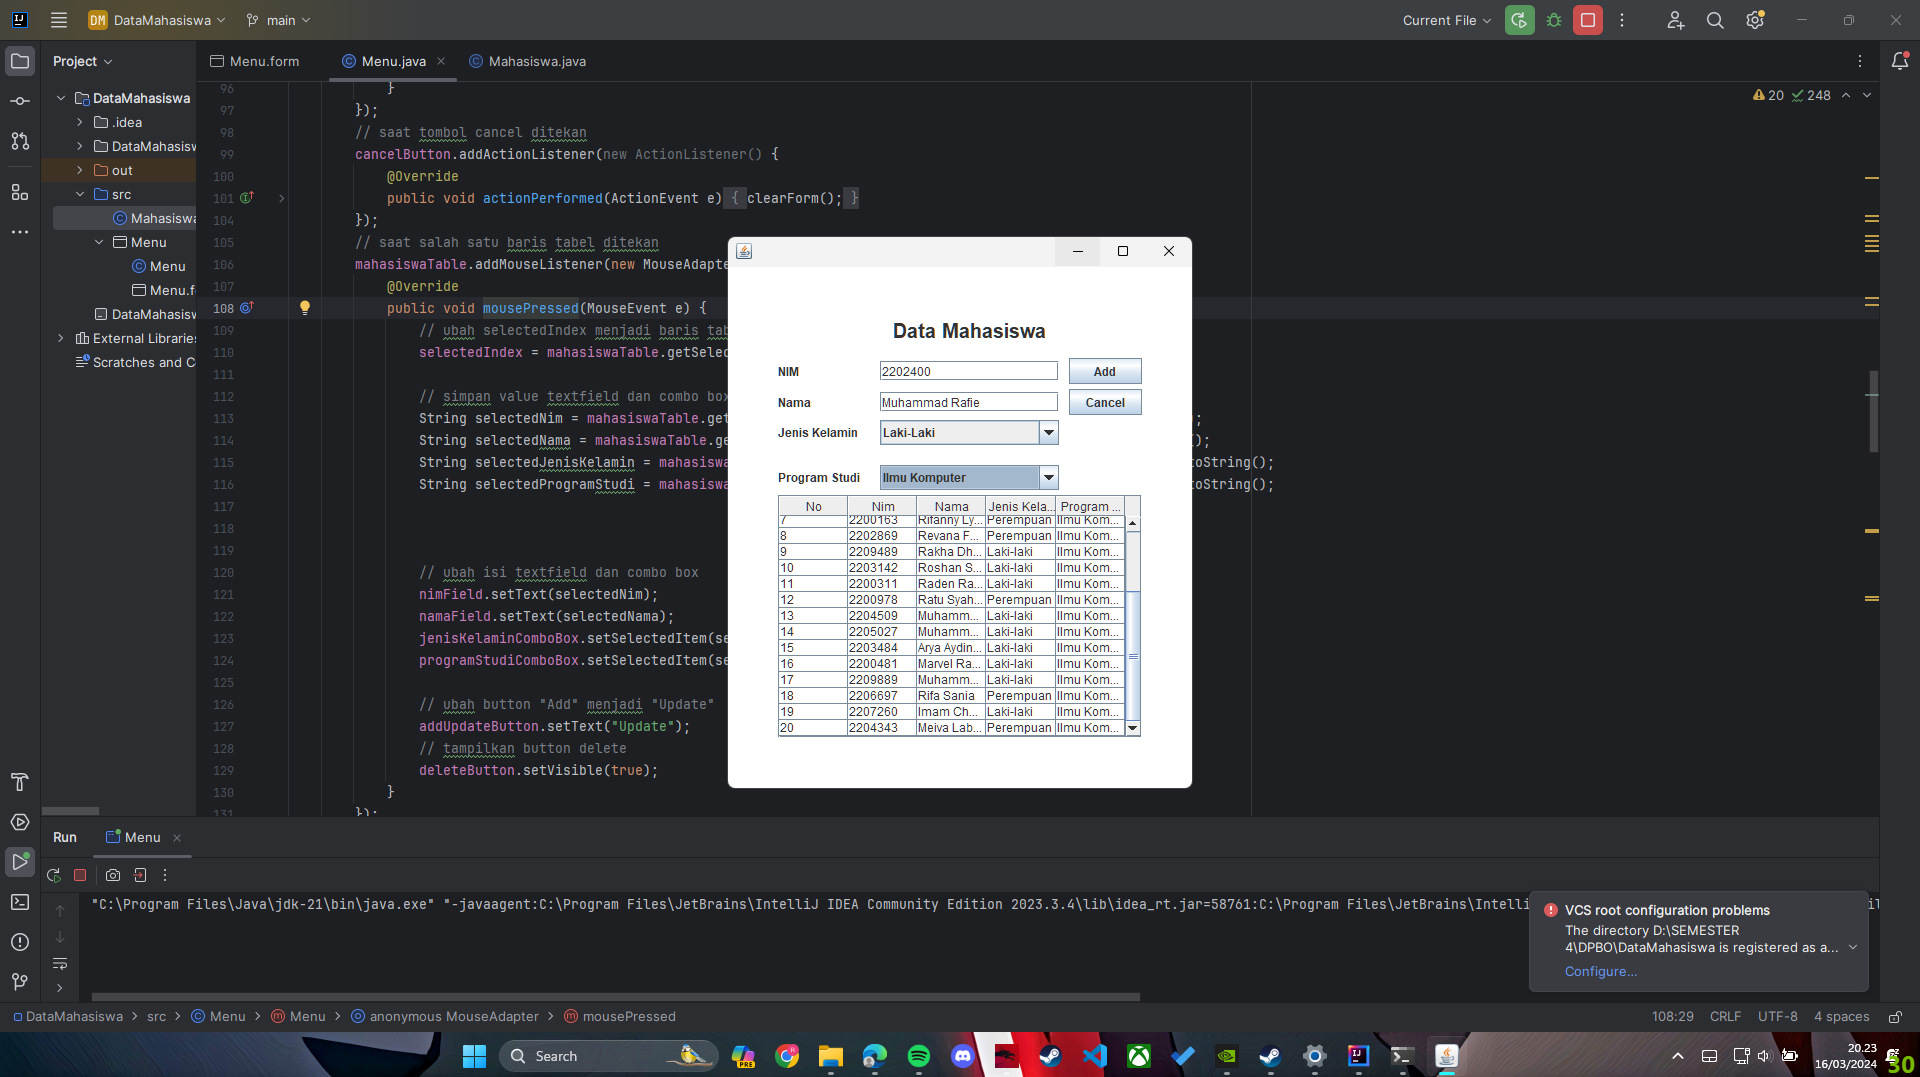 DM DataMahasiswa main Current File
Project
Menu.form Menu.java Mahasiswa.java
DataMahasiswa
.idea
DataMahasisw
out
src
Mahasiswa
Menu
Menu
Menu.f
DataMahasisw
External Libraries
Scratches and C
20 248
96 }
97 });
98 // saat tombol cancel ditekan
99 cancelButton.addActionListener(new ActionListener() {
100 @Override
101 public void actionPerformed(ActionEvent e) { clearForm(); }
104 });
105 // saat salah satu baris tabel ditekan
106 mahasiswaTable.addMouseListener(new MouseAdapte
107 @Override
108 public void mousePressed(MouseEvent e) {
109 // ubah selectedIndex menjadi baris tab
110 selectedIndex = mahasiswaTable.getSelec
111
112 // simpan value textfield dan combo box
113 String selectedNim = mahasiswaTable.get );
114 String selectedNama = mahasiswaTable.ge ();
115 String selectedJenisKelamin = mahasiswa toString();
116 String selectedProgramStudi = mahasiswa toString();
117
118
119
120 // ubah isi textfield dan combo box
121 nimField.setText(selectedNim);
122 namaField.setText(selectedNama);
123 jenisKelaminComboBox.setSelectedItem(se
124 programStudiComboBox.setSelectedItem(se
125
126 // ubah button "Add" menjadi "Update"
127 addUpdateButton.setText("Update");
128 // tampilkan button delete
129 deleteButton.setVisible(true);
130 }
131 });
Data Mahasiswa
NIM 2202400 Add
Nama Muhammad Rafie Cancel
Jenis Kelamin Laki-Laki
Program Studi Ilmu Komputer
No Nim Nama Jenis Kela... Program ...
7 2200163 Rifanny Ly... Perempuan Ilmu Kom...
8 2202869 Revana F... Perempuan Ilmu Kom...
9 2209489 Rakha Dh... Laki-laki Ilmu Kom...
10 2203142 Roshan S... Laki-laki Ilmu Kom...
11 2200311 Raden Ra... Laki-laki Ilmu Kom...
12 2200978 Ratu Syah... Perempuan Ilmu Kom...
13 2204509 Muhamm... Laki-laki Ilmu Kom...
14 2205027 Muhamm... Laki-laki Ilmu Kom...
15 2203484 Arya Aydin... Laki-laki Ilmu Kom...
16 2200481 Marvel Ra... Laki-laki Ilmu Kom...
17 2209889 Muhamm... Laki-laki Ilmu Kom...
18 2206697 Rifa Sania Perempuan Ilmu Kom...
19 2207260 Imam Ch... Laki-laki Ilmu Kom...
20 2204343 Meiva Lab... Perempuan Ilmu Kom...
Run Menu
"C:\Program Files\Java\jdk-21\bin\java.exe" "-javaagent:C:\Program Files\JetBrains\IntelliJ IDEA Community Edition 2023.3.4\lib\idea_rt.jar=58761:C:\Program Files\JetBrains\Intelli
VCS root configuration problems
The directory D:\SEMESTER
4\DPBO\DataMahasiswa is registered as a...
Configure...
DataMahasiswa src Menu Menu anonymous MouseAdapter mousePressed 108:29 CRLF UTF-8 4 spaces
Search
PRE
20.23
16/03/2024
30